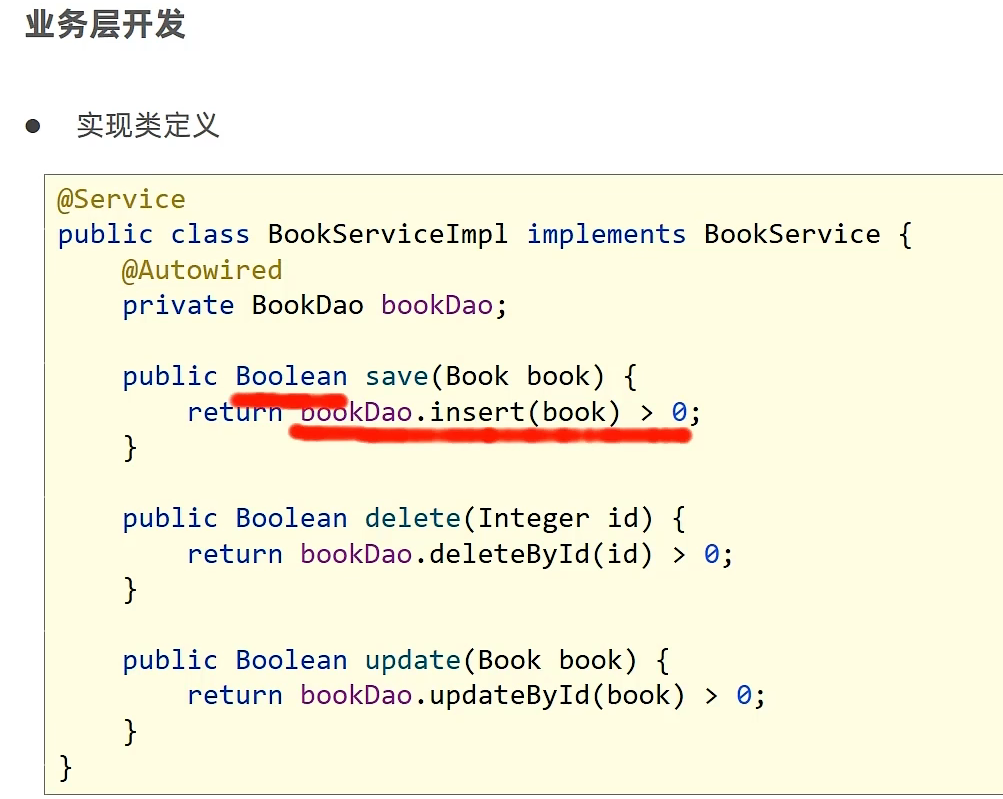 业务层开发
● 实现类定义
@Service
public class BookServiceImpl implements BookService {
    @Autowired
    private BookDao bookDao;
    public Boolean save(Book book) {
        return bookDao.insert(book) > 0;
    }
    public Boolean delete(Integer id) {
        return bookDao.deleteById(id) > 0;
    }
    public Boolean update(Book book) {
        return bookDao.updateById(book) > 0;
    }
}